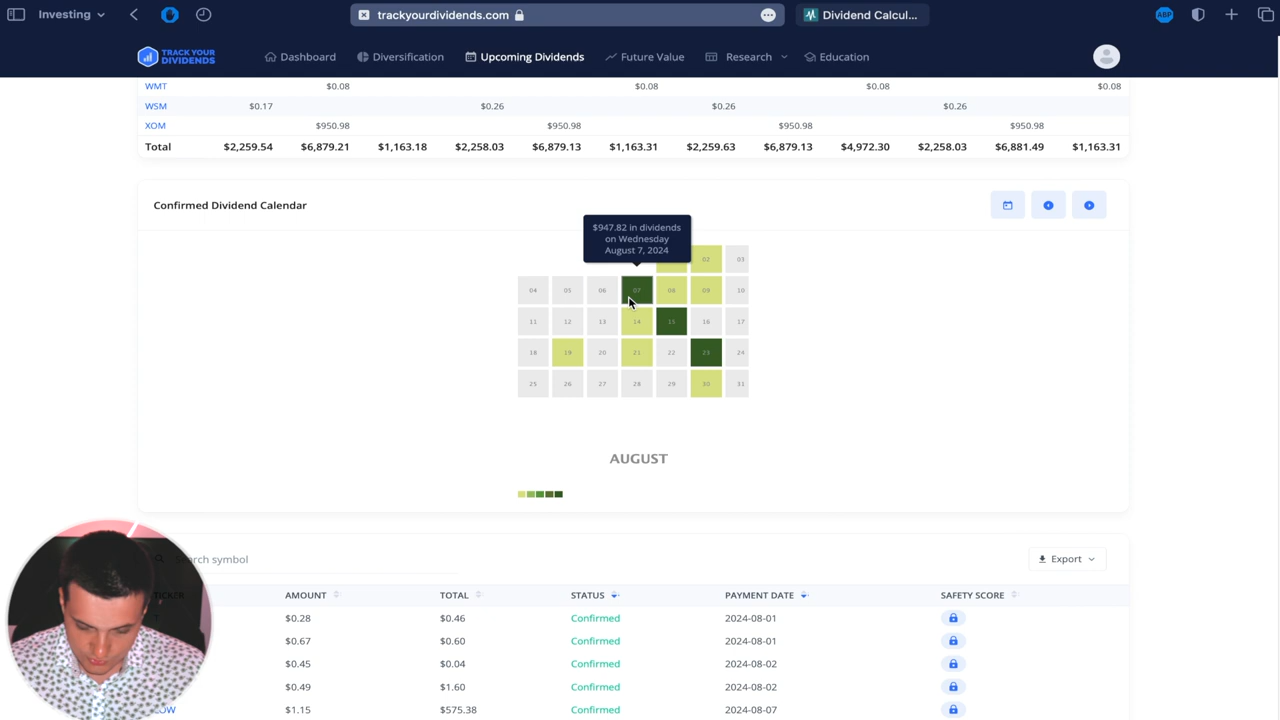 Investing
trackyourdividends.com
Dividend Calcul...
ABP
TRACK YOUR
DIVIDENDS
Dashboard
Diversification
Upcoming Dividends
Future Value
Research
Education
WMT $0.08 $0.08 $0.08 $0.08
WSM $0.17 $0.26 $0.26 $0.26
XOM $950.98 $950.98 $950.98 $950.98
Total $2,259.54 $6,879.21 $1,163.18 $2,258.03 $6,879.13 $1,163.31 $2,259.63 $6,879.13 $4,972.30 $2,258.03 $6,881.49 $1,163.31
Confirmed Dividend Calendar
$947.82 in dividends
on Wednesday
August 7, 2024
02 03
04 05 06 07 08 09 10
11 12 13 14 15 16 17
18 19 20 21 22 23 24
25 26 27 28 29 30 31
AUGUST
Search symbol
Export
TICKER AMOUNT TOTAL STATUS PAYMENT DATE SAFETY SCORE
$0.28 $0.46 Confirmed 2024-08-01
$0.67 $0.60 Confirmed 2024-08-01
$0.45 $0.04 Confirmed 2024-08-02
$0.49 $1.60 Confirmed 2024-08-02
LOW $1.15 $575.38 Confirmed 2024-08-07